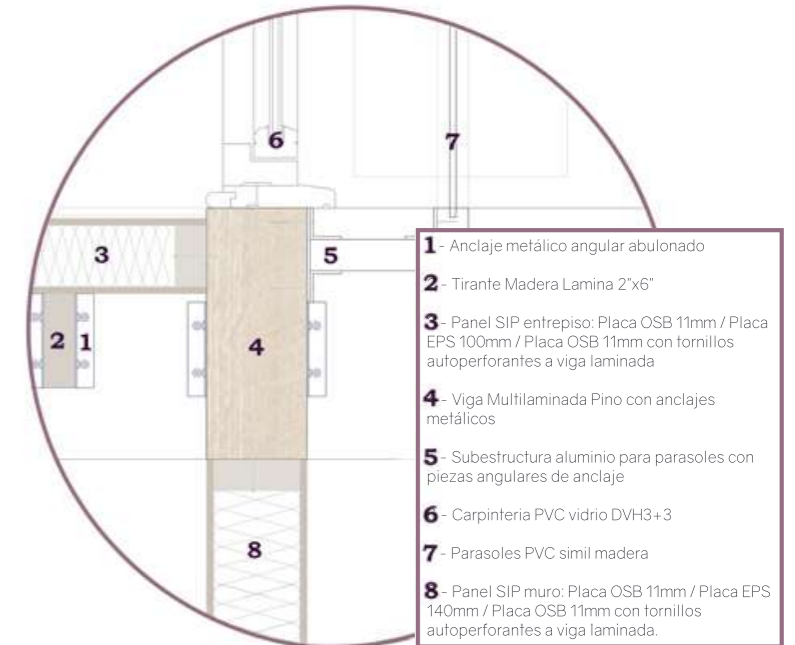 6
7
3
5
2
1
4
8
1 - Anclaje metálico angular abulonado
2 - Tirante Madera Lamina 2"x6"
3 - Panel SIP entrepiso: Placa OSB 11mm / Placa
EPS 100mm / Placa OSB 11mm con tornillos
autoperforantes a viga laminada
4 - Viga Multilaminada Pino con anclajes
metálicos
5 - Subestructura aluminio para parasoles con
piezas angulares de anclaje
6 - Carpinteria PVC vidrio DVH3+3
7 - Parasoles PVC simil madera
8 - Panel SIP muro: Placa OSB 11mm / Placa EPS
140mm / Placa OSB 11mm con tornillos
autoperforantes a viga laminada.